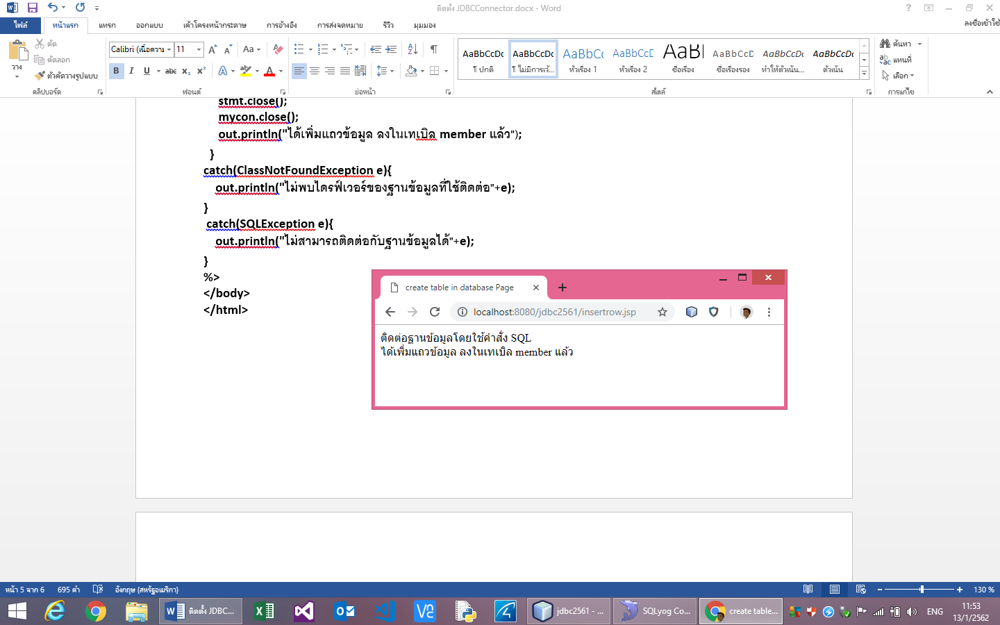 ติดตั้ง JDBCConnector.docx - Word
ไฟล์ หน้าแรก แทรก ออกแบบ เค้าโครงหน้ากระดาษ การอ้างอิง การส่งจดหมาย รีวิว มุมมอง ลงชื่อเข้าใช้
วาง
ตัด
คัดลอก
ตัวคัดวางรูปแบบ
คลิปบอร์ด
Calibri (เนื้อความ 11
B I U abc x₂ x² A A
ฟอนต์
ย่อหน้า
AaBbCcDc AaBbCcDc AaBbCc AaBbCcD AaBl AaBbCcD AaBbCcDc AaBbCcDc
¶ ปกติ ¶ ไม่มีการเว้... หัวเรื่อง 1 หัวเรื่อง 2 ชื่อเรื่อง ชื่อเรื่องรอง ทำให้ตัวเน้น... ตัวเน้น
สไตล์
ค้นหา
แทนที่
เลือก
การแก้ไข
stmt.close();
mycon.close();
out.println("ได้เพิ่มแถวข้อมูล ลงในเทเบิล member แล้ว");
}
catch(ClassNotFoundException e){
out.println("ไม่พบไดรฟ์เวอร์ของฐานข้อมูลที่ใช้ติดต่อ"+e);
}
catch(SQLException e){
out.println("ไม่สามารถติดต่อกับฐานข้อมูลได้"+e);
}
%>
</body>
</html>
create table in database Page
localhost:8080/jdbc2561/insertrow.jsp
ติดต่อฐานข้อมูลโดยใช้คำสั่ง SQL
ได้เพิ่มแถวข้อมูล ลงในเทเบิล member แล้ว
หน้า 5 จาก 6 695 คำ อังกฤษ (สหรัฐอเมริกา) 130 %
ติดตั้ง JDBC... jdbc2561 - ... SQLyog Co... create table... ENG 11:53
13/1/2562